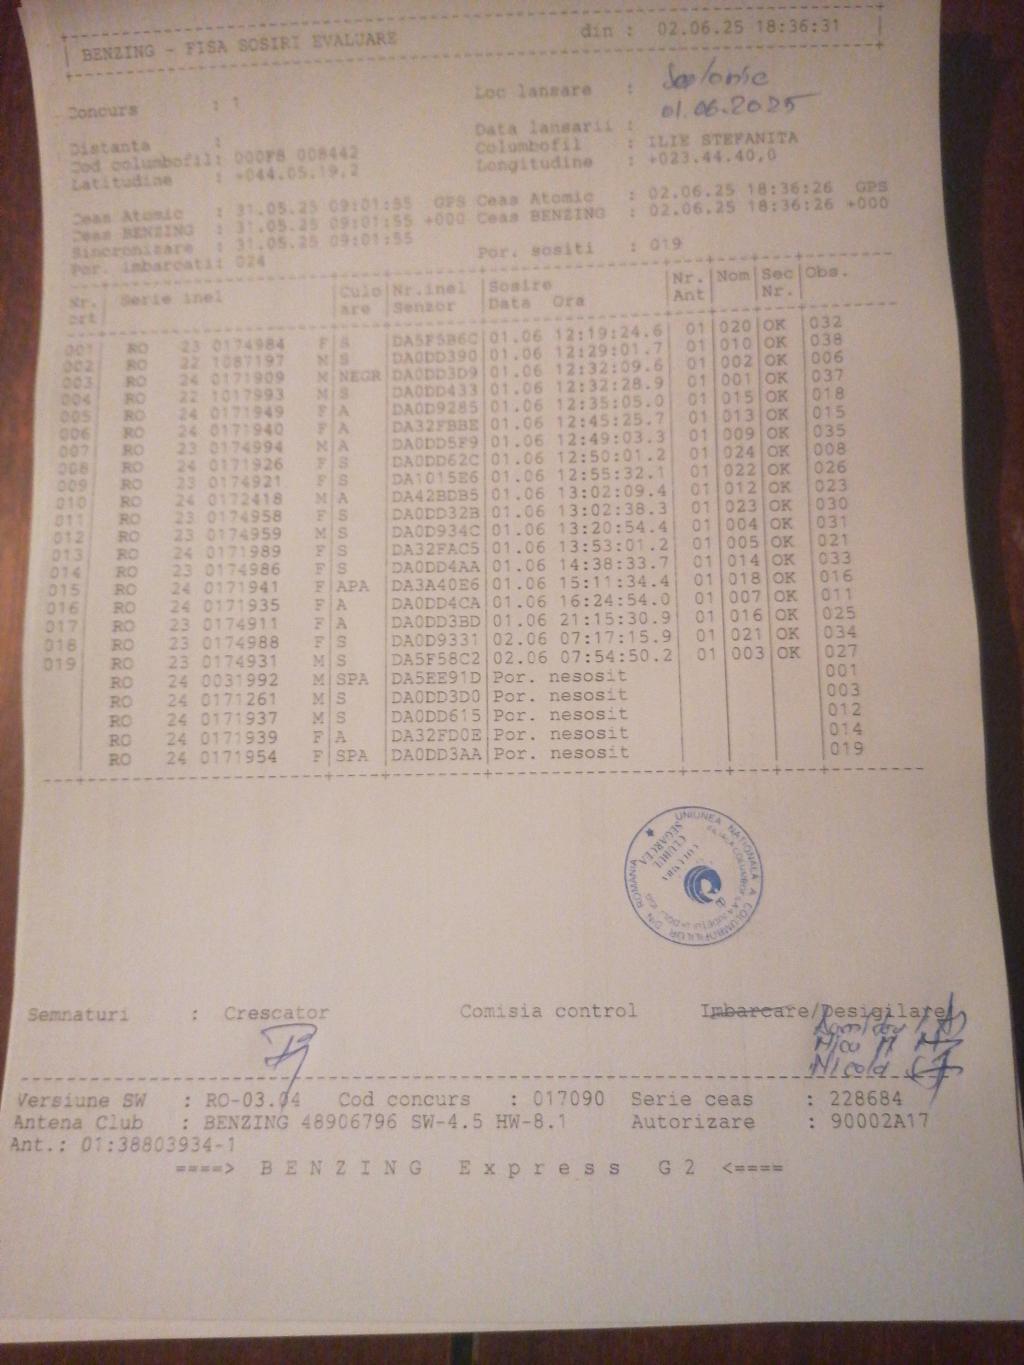 BENZING - FISA SOSIRI EVALUARE din : 02.06.25 18:36:31
Concurs : 1 Loc lansare :
01.06.2025
Distanta : Data lansarii :
Cod columbofil: 000F8 008442 Columbofil : ILIE STEFANITA
Latitudine : +044.05.19,2 Longitudine : +023.44.40,0
Ceas Atomic : 31.05.25 09:01:55 GPS Ceas Atomic : 02.06.25 18:36:26 GPS
Ceas BENZING : 31.05.25 09:01:55 +000 Ceas BENZING : 02.06.25 18:36:26 +000
Sincronizare : 31.05.25 09:01:55
Por. imbarcati: 024 Por. sositi : 019
Nr. Serie inel Culo Nr.inel Sosire Nr. Nom Sec Obs.
crt are Senzor Data Ora Ant Nr.
001 RO 23 0174984 F S DA5F5B6C 01.06 12:19:24.6 01 020 OK 032
002 RO 22 1087197 M S DA0DD390 01.06 12:29:01.7 01 010 OK 038
003 RO 24 0171909 M NEGR DA0DD3D9 01.06 12:32:09.6 01 002 OK 006
004 RO 22 1017993 M S DA0DD433 01.06 12:32:28.9 01 001 OK 037
005 RO 24 0171949 F A DA0D9285 01.06 12:35:05.0 01 015 OK 018
006 RO 24 0171940 F A DA32FBBE 01.06 12:45:25.7 01 013 OK 015
007 RO 23 0174994 M A DA0DD5F9 01.06 12:49:03.3 01 009 OK 035
008 RO 24 0171926 F S DA0DD62C 01.06 12:50:01.2 01 024 OK 008
009 RO 23 0174921 F S DA1015E6 01.06 12:55:32.1 01 022 OK 026
010 RO 24 0172418 M A DA42BDB5 01.06 13:02:09.4 01 012 OK 023
011 RO 23 0174958 F S DA0DD32B 01.06 13:02:38.3 01 023 OK 030
012 RO 23 0174959 M S DA0D934C 01.06 13:20:54.4 01 004 OK 031
013 RO 24 0171989 F S DA32FAC5 01.06 13:53:01.2 01 005 OK 021
014 RO 23 0174986 F S DA0DD4AA 01.06 14:38:33.7 01 014 OK 033
015 RO 24 0171941 F APA DA3A40E6 01.06 15:11:34.4 01 018 OK 016
016 RO 24 0171935 F A DA0DD4CA 01.06 16:24:54.0 01 007 OK 011
017 RO 23 0174911 F A DA0DD3BD 01.06 21:15:30.9 01 016 OK 025
018 RO 23 0174988 F S DA0D9331 02.06 07:17:15.9 01 021 OK 034
019 RO 23 0174931 M S DA5F58C2 02.06 07:54:50.2 01 003 OK 027
RO 24 0031992 M SPA DA5EE91D Por. nesosit 001
RO 24 0171261 M S DA0DD3D0 Por. nesosit 003
RO 24 0171937 M S DA0DD615 Por. nesosit 012
RO 24 0171939 F A DA32FD0E Por. nesosit 014
RO 24 0171954 F SPA DA0DD3AA Por. nesosit 019
UNIUNEA NATIONALA A COLUMBOFILILOR DIN ROMANIA
CLUBUL
SEGARCEA
Semnaturi : Crescator Comisia control Imbarcare/Desigilare
Nicola
Versiune SW : RO-03.04 Cod concurs : 017090 Serie ceas : 228684
Antena Club : BENZING 48906796 SW-4.5 HW-8.1 Autorizare : 90002A17
Ant.: 01:38803934-1
====> BENZING Express G2 <====